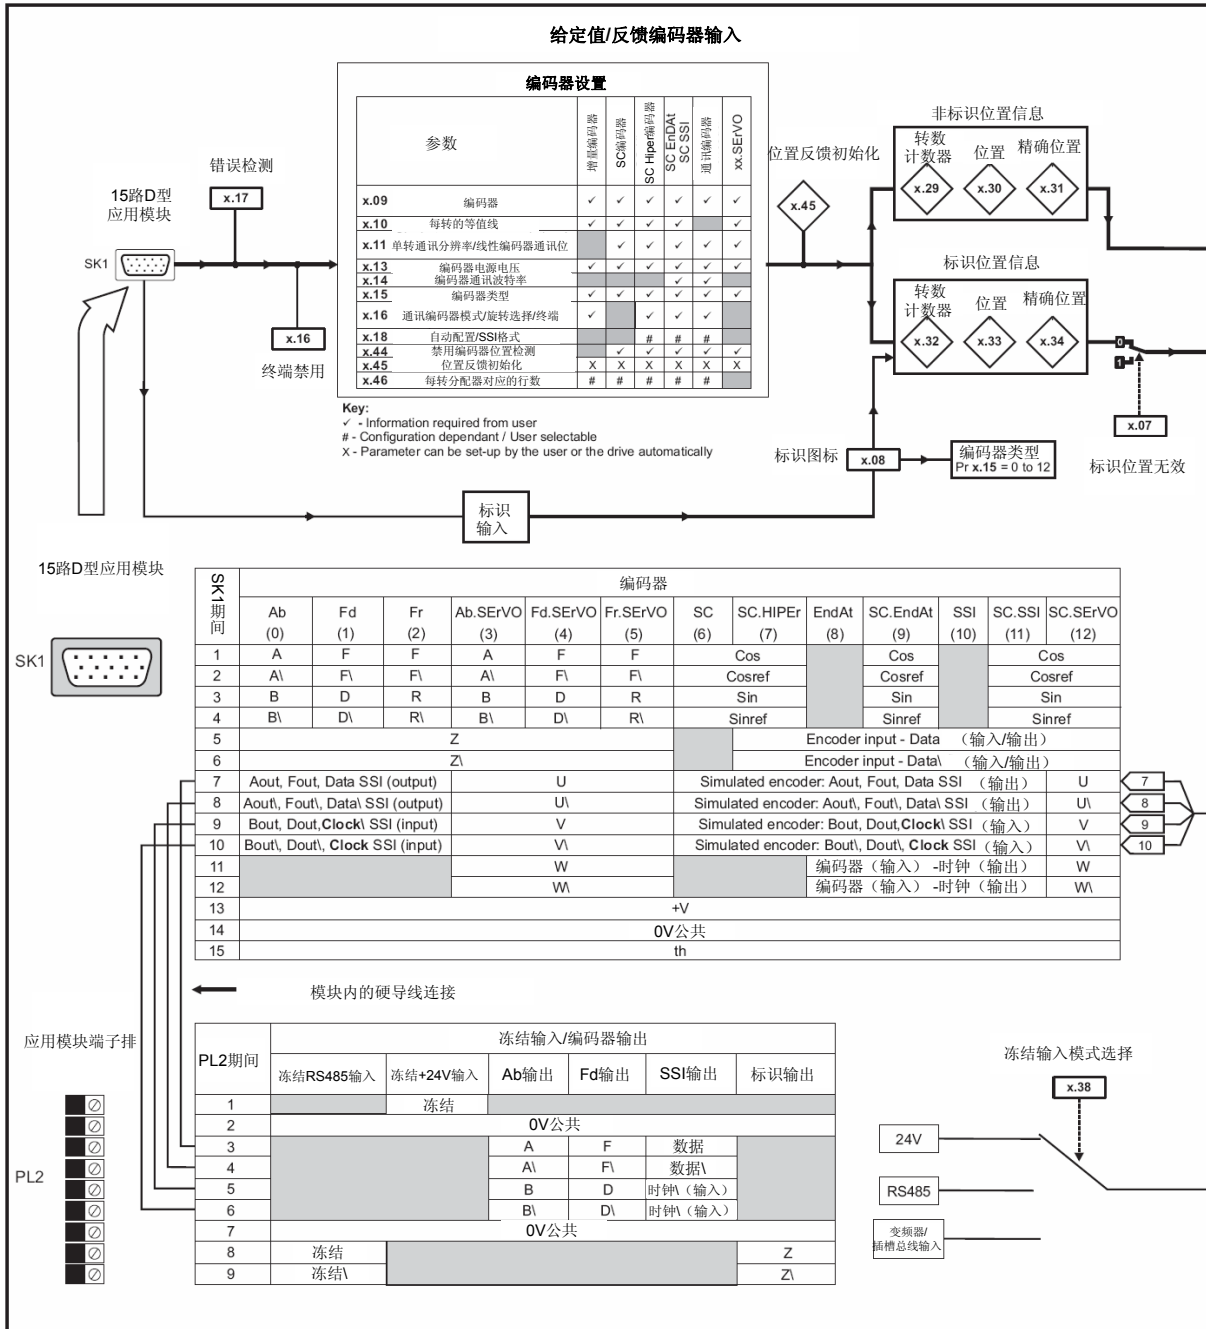 给定值/反馈编码器输入
编码器设置
参数 增量编码器 SC编码器 SC Hiper编码器 SC EnDAt SC SSI 通讯编码器 xx.SErVO
x.09 编码器 ✓ ✓ ✓ ✓ ✓ ✓
x.10 每转的等值线 ✓ ✓ ✓ ✓ ✓
x.11 单转通讯分辨率/线性编码器通讯位 ✓ ✓ ✓ ✓ ✓
x.13 编码器电源电压 ✓ ✓ ✓ ✓ ✓ ✓
x.14 编码器通讯波特率 ✓ ✓
x.15 编码器类型 ✓ ✓ ✓ ✓ ✓ ✓
x.16 通讯编码器模式/旋转选择/终端 ✓ ✓ ✓ ✓
x.18 自动配置/SSI格式 # # #
x.44 禁用编码器位置检测 ✓ ✓ ✓ ✓ ✓
x.45 位置反馈初始化 X X X X X X
x.46 每转分配器对应的行数 # # # # #
Key:
✓ - Information required from user
# - Configuration dependant / User selectable
X - Parameter can be set-up by the user or the drive automatically
15路D型
应用模块
SK1
错误检测
x.17
x.16
终端禁用
位置反馈初始化
x.45
非标识位置信息
转数
计数器 位置 精确位置
x.29 x.30 x.31
标识位置信息
转数
计数器 位置 精确位置
x.32 x.33 x.34
0
1
x.07
标识位置无效
标识图标
x.08
编码器类型
Pr x.15 = 0 to 12
标识
输入
15路D型应用模块
SK1
SK1期间 编码器
Ab Fd Fr Ab.SErVO Fd.SErVO Fr.SErVO SC SC.HIPEr EndAt SC.EndAt SSI SC.SSI SC.SErVO
(0) (1) (2) (3) (4) (5) (6) (7) (8) (9) (10) (11) (12)
1 A F F A F F Cos Cos Cos
2 A\ F\ F\ A\ F\ F\ Cosref Cosref Cosref
3 B D R B D R Sin Sin Sin
4 B\ D\ R\ B\ D\ R\ Sinref Sinref Sinref
5 Z Encoder input - Data （输入/输出）
6 Z\ Encoder input - Data\ （输入/输出）
7 Aout, Fout, Data SSI (output) U Simulated encoder: Aout, Fout, Data SSI （输出） U 7
8 Aout\, Fout\, Data\ SSI (output) U\ Simulated encoder: Aout\, Fout\, Data\ SSI （输出） U\ 8
9 Bout, Dout,Clock\ SSI (input) V Simulated encoder: Bout, Dout,Clock\ SSI （输入） V 9
10 Bout\, Dout\, Clock SSI (input) V\ Simulated encoder: Bout\, Dout\, Clock SSI （输入） V\ 10
11 W 编码器（输入） -时钟（输出） W
12 W\ 编码器（输入） -时钟（输出） W\
13 +V
14 0V公共
15 th
模块内的硬导线连接
应用模块端子排
PL2
PL2期间 冻结输入/编码器输出
冻结RS485输入 冻结+24V输入 Ab输出 Fd输出 SSI输出 标识输出
1 冻结
2 0V公共
3 A F 数据
4 A\ F\ 数据\
5 B D 时钟\（输入）
6 B\ D\ 时钟\（输入）
7 0V公共
8 冻结 Z
9 冻结\ Z\
冻结输入模式选择
x.38
24V
RS485
变频器/
插槽总线输入